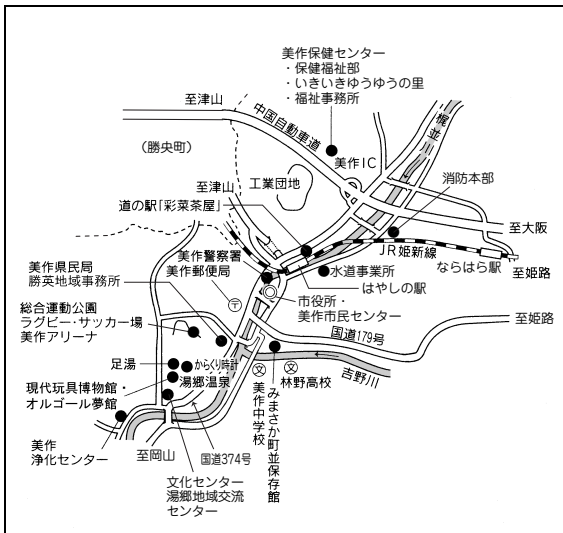 美作保健センター
・保健福祉部
・いきいきゆうゆうの里
・福祉事務所
至津山
中国自動車道
梶並川
(勝央町)
美作IC
工業団地
消防本部
至津山
道の駅「彩菜茶屋」
至大阪
JR姫新線
ならはら駅
至姫路
美作警察署
美作郵便局
水道事業所
はやしの駅
美作県民局
勝英地域事務所
〒
市役所・
美作市民センター
総合運動公園
ラグビー・サッカー場
美作アリーナ
国道179号
至姫路
足湯
からくり時計
湯郷温泉
文
文
林野高校
吉野川
現代玩具博物館・
オルゴール夢館
美作中学校
みまさか町並保存館
美作
浄化センター
至岡山
国道374号
文化センター
湯郷地域交流
センター